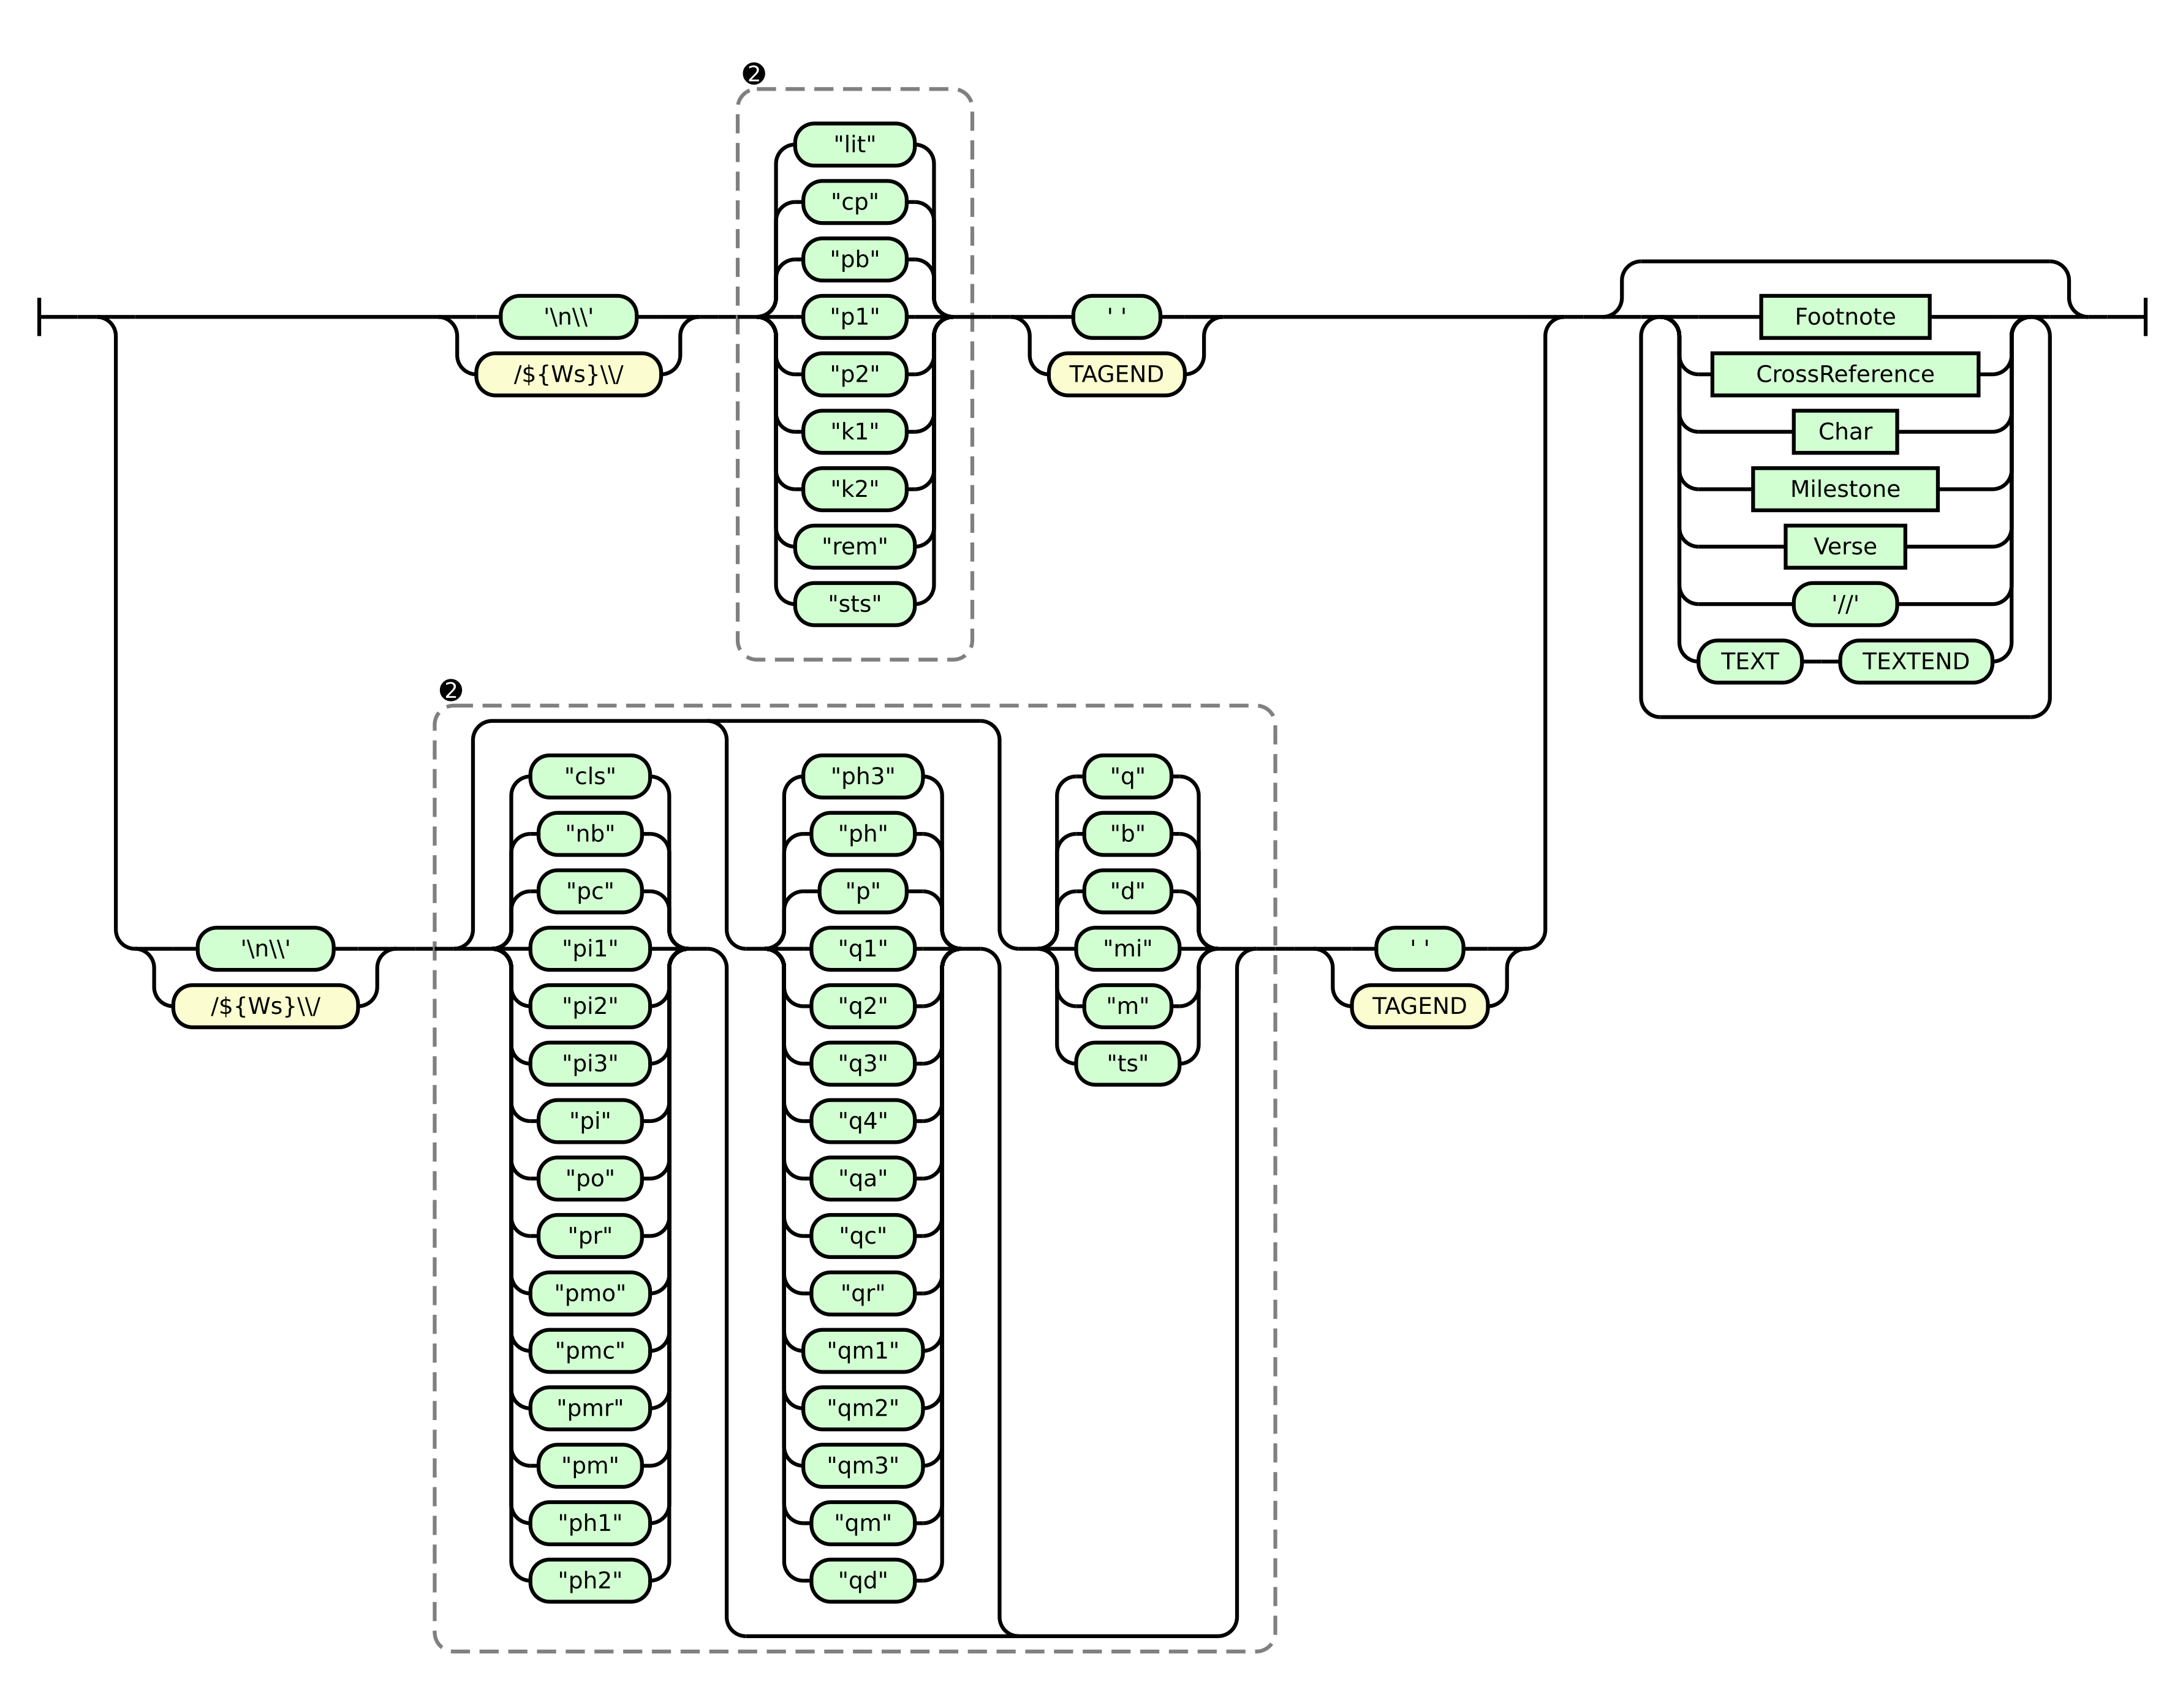 ❷
"lit"
"cp"
"pb"
'\n\\'
"p1"
' '
Footnote
/${Ws}\\/
"p2"
TAGEND
CrossReference
"k1"
Char
"k2"
Milestone
"rem"
Verse
"sts"
'//'
TEXT
TEXTEND
❷
"cls"
"nb"
"pc"
'\n\\'
"pi1"
/${Ws}\\/
"pi2"
"pi3"
"pi"
"po"
"pr"
"pmo"
"pmc"
"pmr"
"pm"
"ph1"
"ph2"
"ph3"
"ph"
"p"
"q1"
"q2"
"q3"
"q4"
"qa"
"qc"
"qr"
"qm1"
"qm2"
"qm3"
"qm"
"qd"
"q"
"b"
"d"
"mi"
"m"
"ts"
' '
TAGEND